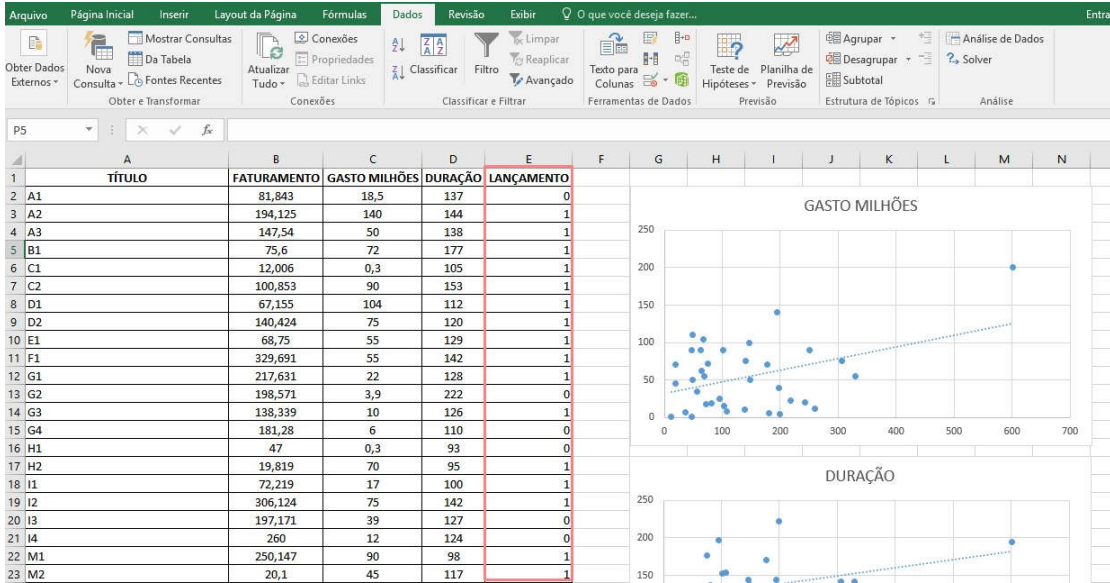 Arquivo Página Inicial Inserir Layout da Página Fórmulas Dados Revisão Exibir O que você deseja fazer... Entra
Obter Dados Externos
Nova Consulta
Mostrar Consultas
Da Tabela
Fontes Recentes
Obter e Transformar
Atualizar Tudo
Conexões
Propriedades
Editar Links
Conexões
Classificar
Filtro
Limpar
Reaplicar
Avançado
Classificar e Filtrar
Texto para Colunas
Ferramentas de Dados
Teste de Hipóteses
Planilha de Previsão
Previsão
Agrupar
Desagrupar
Subtotal
Estrutura de Tópicos
Análise de Dados
Solver
Análise
P5 fx
A B C D E F G H I J K L M N
1 TÍTULO FATURAMENTO GASTO MILHÕES DURAÇÃO LANÇAMENTO
2 A1 81,843 18,5 137 0
3 A2 194,125 140 144 1
4 A3 147,54 50 138 1
5 B1 75,6 72 177 1
6 C1 12,006 0,3 105 1
7 C2 100,853 90 153 1
8 D1 67,155 104 112 1
9 D2 140,424 75 120 1
10 E1 68,75 55 129 1
11 F1 329,691 55 142 1
12 G1 217,631 22 128 1
13 G2 198,571 3,9 222 0
14 G3 138,339 10 126 1
15 G4 181,28 6 110 0
16 H1 47 0,3 93 0
17 H2 19,819 70 95 1
18 I1 72,219 17 100 1
19 I2 306,124 75 142 1
20 I3 197,171 39 127 0
21 I4 260 12 124 0
22 M1 250,147 90 98 1
23 M2 20,1 45 117 1
GASTO MILHÕES
250
200
150
100
50
0
0 100 200 300 400 500 600 700
DURAÇÃO
250
200
150